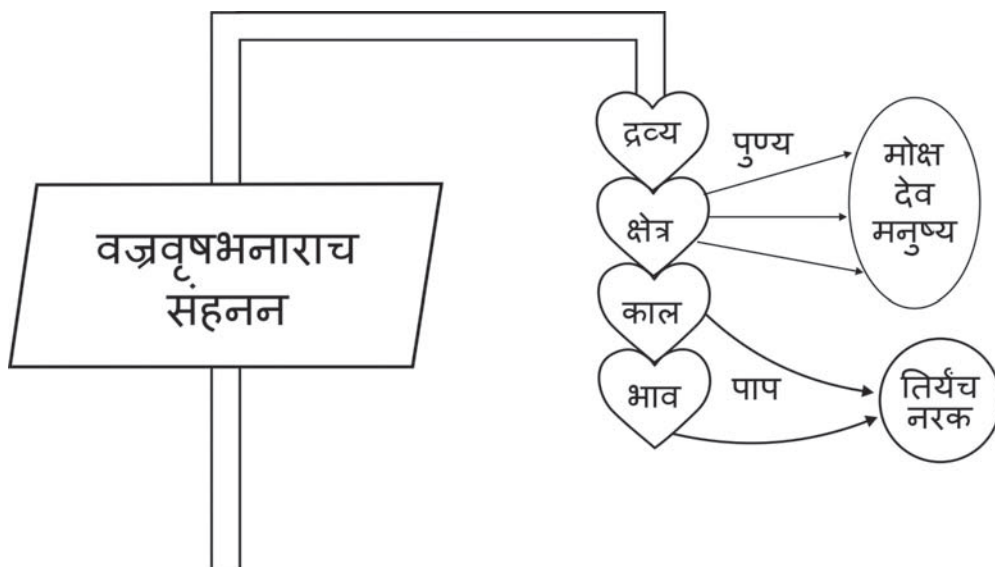 द्रव्य
पुण्य
मोक्ष
देव
मनुष्य
क्षेत्र
वज्रवृषभनाराच
संहनन
काल
भाव
पाप
तिर्यंच
नरक